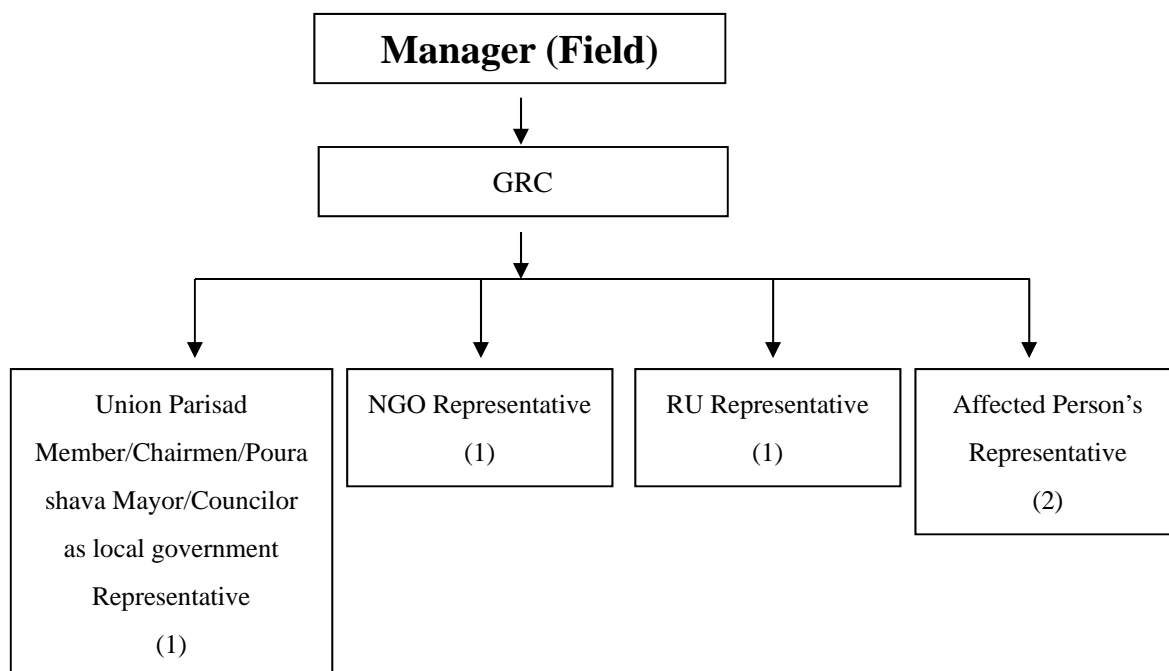 Manager (Field)
GRC
Union Parisad
Member/Chairmen/Poura
shava Mayor/Councilor
as local government
Representative
(1)
NGO Representative
(1)
RU Representative
(1)
Affected Person’s
Representative
(2)